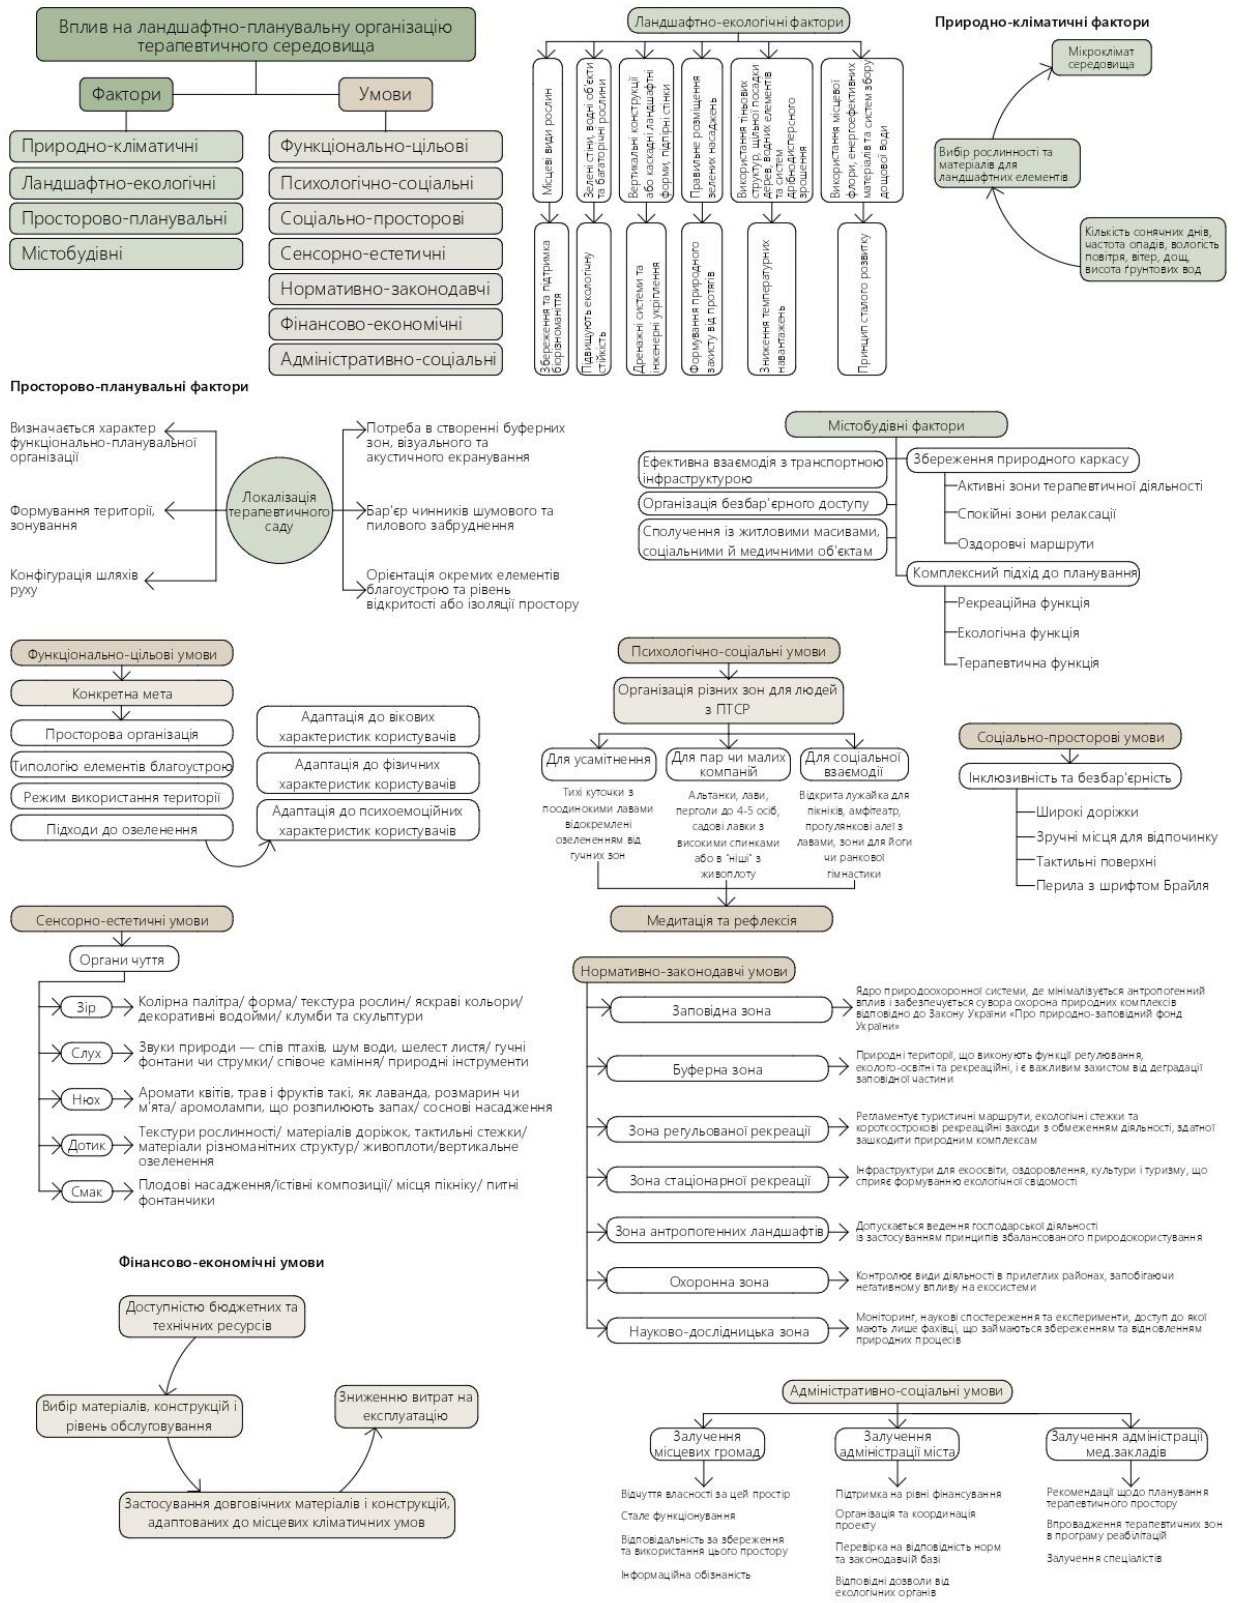 Вплив на ландшафтно-планувальну організацію
терапевтичного середовища
Фактори
Умови
Природно-кліматичні
Ландшафтно-екологічні
Просторово-планувальні
Містобудівні
Функціонально-цільові
Психологічно-соціальні
Соціально-просторові
Сенсорно-естетичні
Нормативно-законодавчі
Фінансово-економічні
Адміністративно-соціальні
Ландшафтно-екологічні фактори
Місцеві види рослин
Зелені стіни, водні об'єкти
та багаторічні рослини
Вертикальні конструкції
або каскадні ландшафтні
форми, підпірні стінки
Правильне розміщення
зелених насаджень
Використання тіньових
структур, щільної посадки
дерев, водних елементів
та систем
дрібнодисперсного
зрошення
Використання місцевої
флори, енергоефективних
матеріалів та систем збору
дощової води
Збереження та підтримка
біорізноманіття
Підвищують екологічну
стійкість
Дренажні системи та
інженерні укріплення
Формування природного
захисту від протягів
Зниження температурних
навантажень
Принцип сталого розвитку
Природно-кліматичні фактори
Мікроклімат
середовища
Вибір рослинності та
матеріалів для
ландшафтних елементів
Кількість сонячних днів,
частота опадів, вологість
повітря, вітер, дощ,
висота ґрунтових вод
Просторово-планувальні фактори
Визначається характер
функціонально-планувальної
організації
Формування території,
зонування
Конфігурація шляхів
руху
Локалізація
терапевтичного
саду
Потреба в створенні буферних
зон, візуального та
акустичного екранування
Бар'єр чинників шумового та
пилового забруднення
Орієнтація окремих елементів
благоустрою та рівень
відкритості або ізоляції простору
Містобудівні фактори
Ефективна взаємодія з транспортною
інфраструктурою
Організація безбар'єрного доступу
Сполучення із житловими масивами,
соціальними й медичними об'єктам
Збереження природного каркасу
Активні зони терапевтичної діяльності
Спокійні зони релаксації
Оздоровчі маршрути
Комплексний підхід до планування
Рекреаційна функція
Екологічна функція
Терапевтична функція
Функціонально-цільові умови
Конкретна мета
Просторова організація
Типологію елементів благоустрою
Режим використання території
Підходи до озеленення
Адаптація до вікових
характеристик користувачів
Адаптація до фізичних
характеристик користувачів
Адаптація до психоемоційних
характеристик користувачів
Психологічно-соціальні умови
Організація різних зон для людей
з ПТСР
Для усамітнення
Для пар чи малих
компаній
Для соціальної
взаємодії
Тихі куточки з
поодинокими лавами
відокремлені
озелененням від
гучних зон
Альтанки, лави,
перголи до 4-5 осіб,
садові лавки з
високими спинками
або в "ніші" з
живоплоту
Відкрита лужайка для
пікніків, амфітеатр,
прогулянкові алеї з
лавами, зони для йоги
чи ранкової
гімнастики
Медитація та рефлексія
Соціально-просторові умови
Інклюзивність та безбар'єрність
Широкі доріжки
Зручні місця для відпочинку
Тактильні поверхні
Перила з шрифтом Брайля
Сенсорно-естетичні умови
Органи чуття
Зір
Колірна палітра/ форма/ текстура рослин/ яскраві кольори/
декоративні водойми/ клумби та скульптури
Слух
Звуки природи — спів птахів, шум води, шелест листя/ гучні
фонтани чи струмки/ співоче каміння/ природні інструменти
Нюх
Аромати квітів, трав і фруктів такі, як лаванда, розмарин чи
м'ята/ аромолампи, що розпилюють запах/ соснові насадження
Дотик
Текстури рослинності/ матеріалів доріжок, тактильні стежки/
матеріали різноманітних структур/ живоплоти/вертикальне
озеленення
Смак
Плодові насадження/їстівні композиції/ місця пікніку/ питні
фонтанчики
Нормативно-законодавчі умови
Заповідна зона
Ядро природоохоронної системи, де мінімалізується антропогенний
вплив і забезпечується сувора охорона природних комплексів
відповідно до Закону України «Про природно-заповідний фонд
України»
Буферна зона
Природні території, що виконують функції регулювання,
еколого-освітні та рекреаційні, і є важливим захистом від деградації
заповідної частини
Зона регульованої рекреації
Регламентує туристичні маршрути, екологічні стежки та
короткострокові рекреаційні заходи з обмеженням діяльності, здатної
зашкодити природним комплексам
Зона стаціонарної рекреації
Інфраструктури для екоосвіти, оздоровлення, культури і туризму, що
сприяє формуванню екологічної свідомості
Зона антропогенних ландшафтів
Допускається ведення господарської діяльності
із застосуванням принципів збалансованого природокористування
Охоронна зона
Контролює види діяльності в прилеглих районах, запобігаючи
негативному впливу на екосистеми
Науково-дослідницька зона
Моніторинг, наукові спостереження та експерименти, доступ до якої
мають лише фахівці, що займаються збереженням та відновленням
природних процесів
Фінансово-економічні умови
Доступністю бюджетних та
технічних ресурсів
Вибір матеріалів, конструкцій і
рівень обслуговування
Зниженню витрат на
експлуатацію
Застосування довговічних матеріалів і конструкцій,
адаптованих до місцевих кліматичних умов
Адміністративно-соціальні умови
Залучення
місцевих громад
Залучення
адміністрації міста
Залучення адміністрації
мед.закладів
Відчуття власності за цей простір
Стале функціонування
Відповідальність за збереження
та використання цього простору
Інформаційна обізнаність
Підтримка на рівні фінансування
Організація та координація
проекту
Перевірка на відповідність норм
та законодавчій базі
Відповідні дозволи від
екологічних органів
Рекомендації щодо планування
терапевтичного простору
Впровадження терапевтичних зон
в програму реабілітацій
Залучення спеціалістів